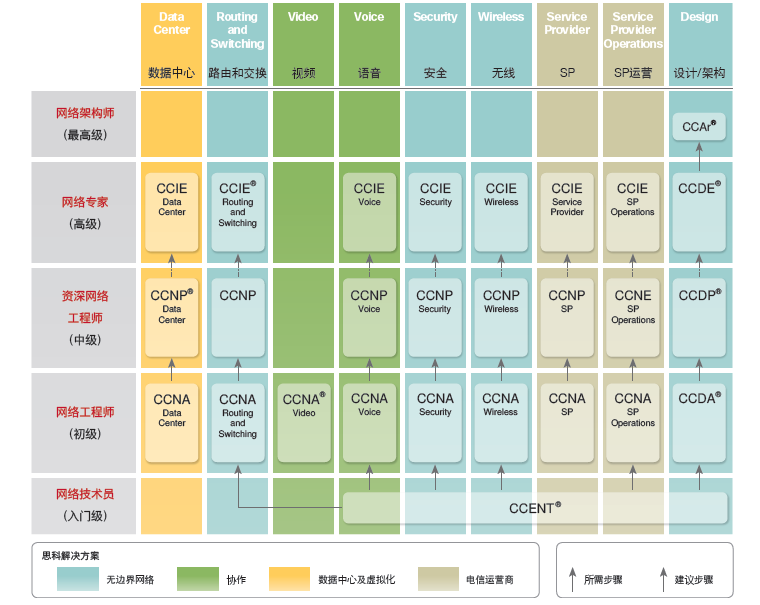 Data Center
Routing and Switching
Video
Voice
Security
Wireless
Service Provider
Service Provider Operations
Design
数据中心
路由和交换
视频
语音
安全
无线
SP
SP运营
设计/架构
网络架构师
(最高级)
CCAr®
网络专家
(高级)
CCIE Data Center
CCIE® Routing and Switching
CCIE Voice
CCIE Security
CCIE Wireless
CCIE Service Provider
CCIE SP Operations
CCDE®
资深网络
工程师
(中级)
CCNP® Data Center
CCNP
CCNP Voice
CCNP Security
CCNP Wireless
CCNP SP
CCNE SP Operations
CCDP®
网络工程师
(初级)
CCNA Data Center
CCNA Routing and Switching
CCNA® Video
CCNA Voice
CCNA Security
CCNA Wireless
CCNA SP
CCNA SP Operations
CCDA®
网络技术员
(入门级)
CCENT®
思科解决方案
无边界网络
协作
数据中心及虚拟化
电信运营商
所需步骤
建议步骤